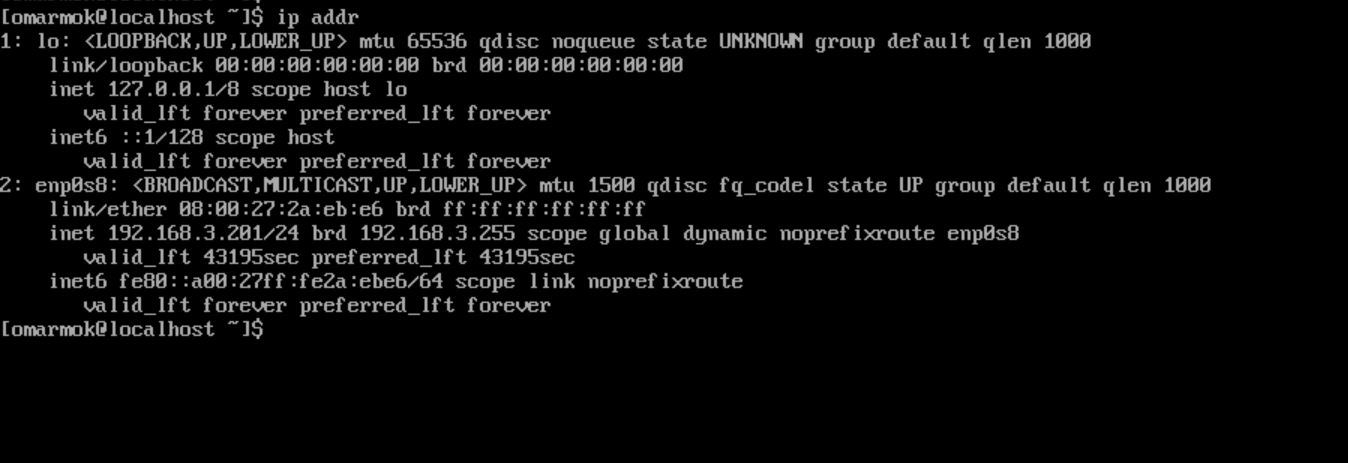 [omarmok@localhost ~]$ ip addr
1: lo: <LOOPBACK,UP,LOWER_UP> mtu 65536 qdisc noqueue state UNKNOWN group default qlen 1000
    link/loopback 00:00:00:00:00:00 brd 00:00:00:00:00:00
    inet 127.0.0.1/8 scope host lo
       valid_lft forever preferred_lft forever
    inet6 ::1/128 scope host
       valid_lft forever preferred_lft forever
2: enp0s8: <BROADCAST,MULTICAST,UP,LOWER_UP> mtu 1500 qdisc fq_codel state UP group default qlen 1000
    link/ether 08:00:27:2a:eb:e6 brd ff:ff:ff:ff:ff:ff
    inet 192.168.3.201/24 brd 192.168.3.255 scope global dynamic noprefixroute enp0s8
       valid_lft 43195sec preferred_lft 43195sec
    inet6 fe80::a00:27ff:fe2a:ebe6/64 scope link noprefixroute
       valid_lft forever preferred_lft forever
[omarmok@localhost ~]$